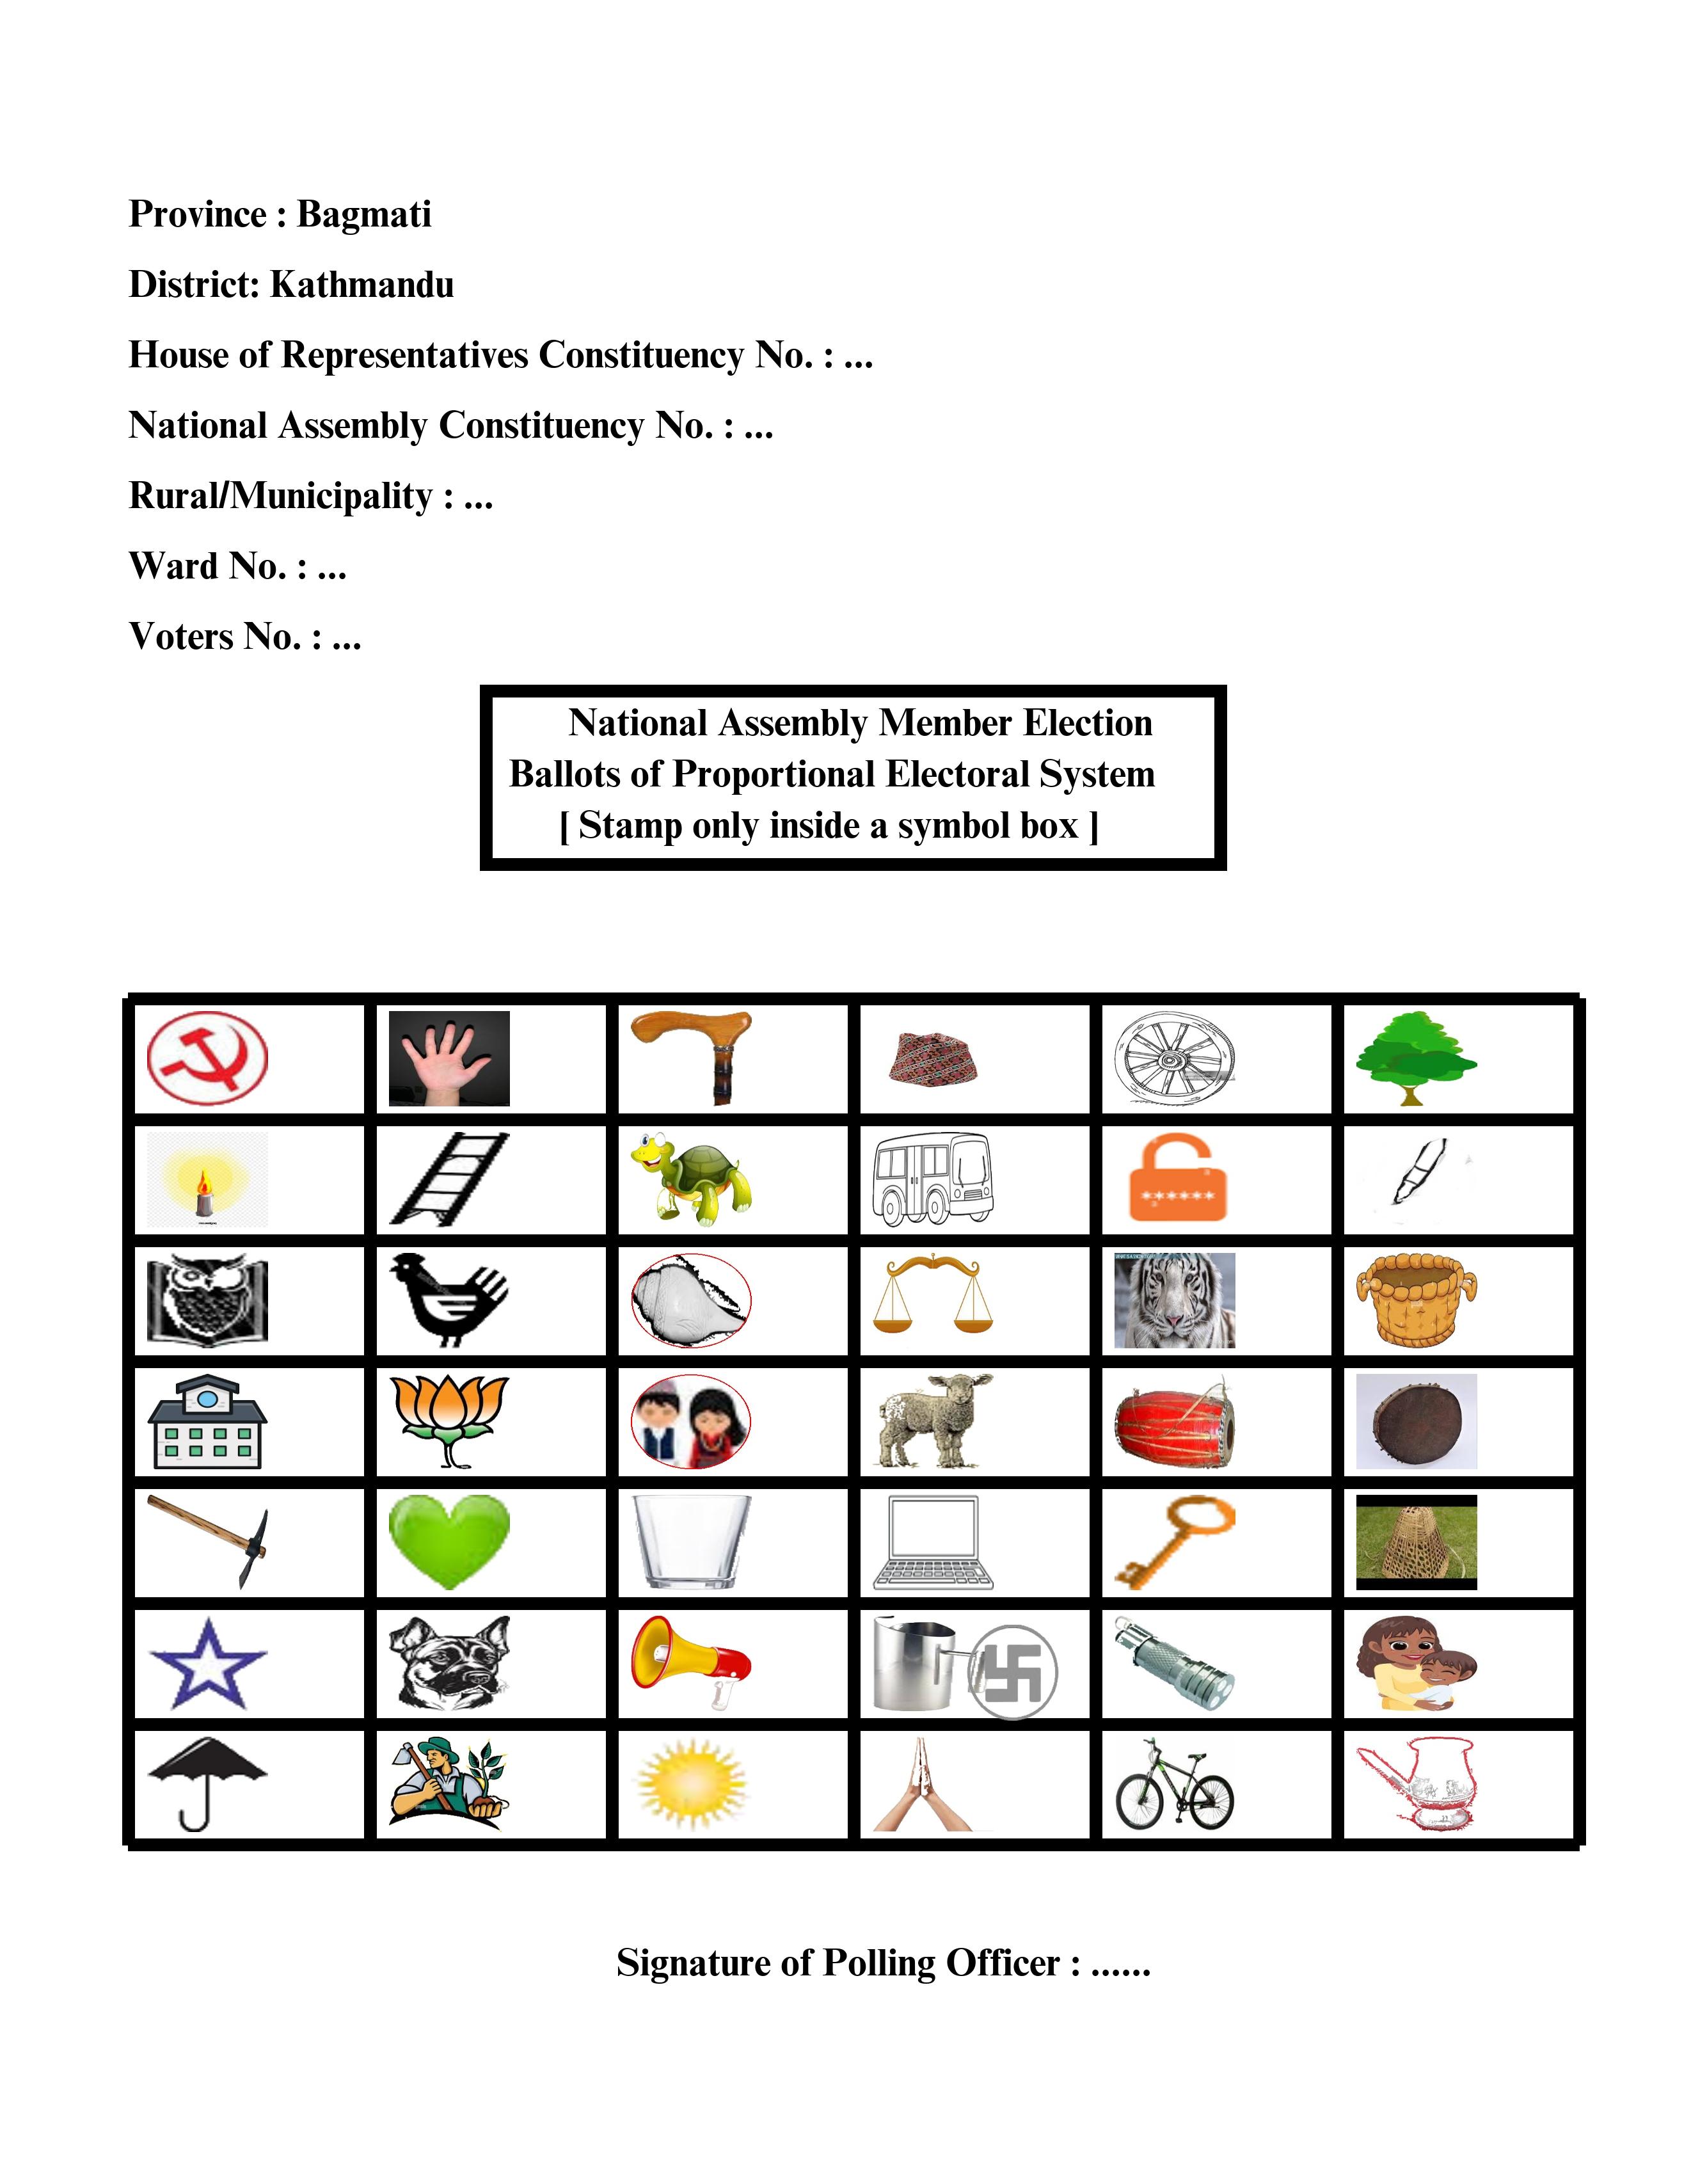 Province : Bagmati
District: Kathmandu
House of Representatives Constituency No. : ...
National Assembly Constituency No. : ...
Rural/Municipality : ...
Ward No. : ...
Voters No. : ...
National Assembly Member Election
Ballots of Proportional Electoral System
[ Stamp only inside a symbol box ]
******
Signature of Polling Officer : ......